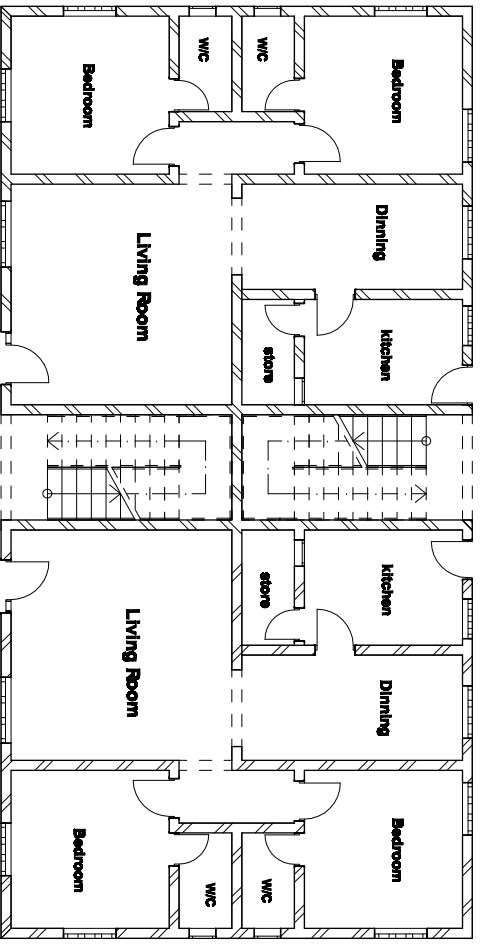 Bedroom
W/C
W/C
Bedroom
Living Room
Dinning
store
kitchen
store
kitchen
Living Room
Dinning
Bedroom
W/C
W/C
Bedroom